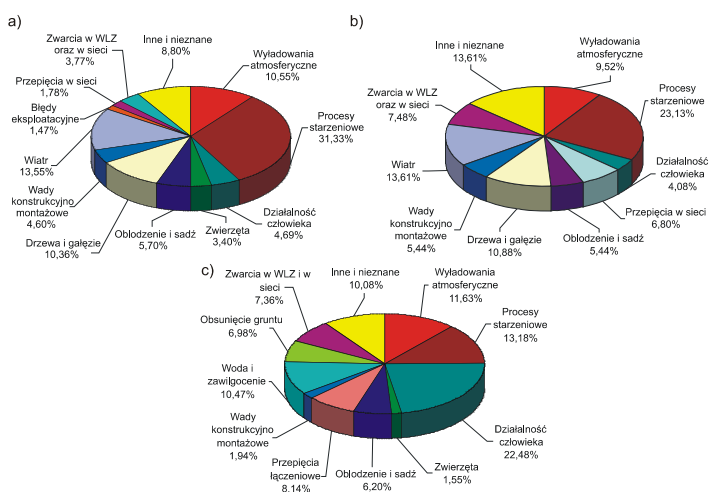 a)
Zwarcia w WLZ
oraz w sieci
3,77%
Inne i nieznane
8,80%
Wyładowania
atmosferyczne
10,55%
Przepięcia w sieci
1,78%
Błędy
eksploatacyjne
1,47%
Procesy
starzeniowe
31,33%
Wiatr
13,55%
Wady
konstrukcyjno
montażowe
4,60%
Drzewa i gałęzie
10,36%
Oblodzenie i sadź
5,70%
Zwierzęta
3,40%
Działalność
człowieka
4,69%
b)
Inne i nieznane
13,61%
Wyładowania
atmosferyczne
9,52%
Zwarcia w WLZ
oraz w sieci
7,48%
Procesy
starzeniowe
23,13%
Wiatr
13,61%
Działalność
człowieka
4,08%
Wady
konstrukcyjno
montażowe
5,44%
Przepięcia w sieci
6,80%
Drzewa i gałęzie
10,88%
Oblodzenie i sadź
5,44%
c)
Zwarcia w WLZ i w
sieci
7,36%
Inne i nieznane
10,08%
Wyładowania
atmosferyczne
11,63%
Obsunięcie gruntu
6,98%
Procesy
starzeniowe
13,18%
Woda i
zawilgocenie
10,47%
Wady
konstrukcyjno
montażowe
1,94%
Przepięcia
łączeniowe
8,14%
Oblodzenie i sadź
6,20%
Zwierzęta
1,55%
Działalność
człowieka
22,48%